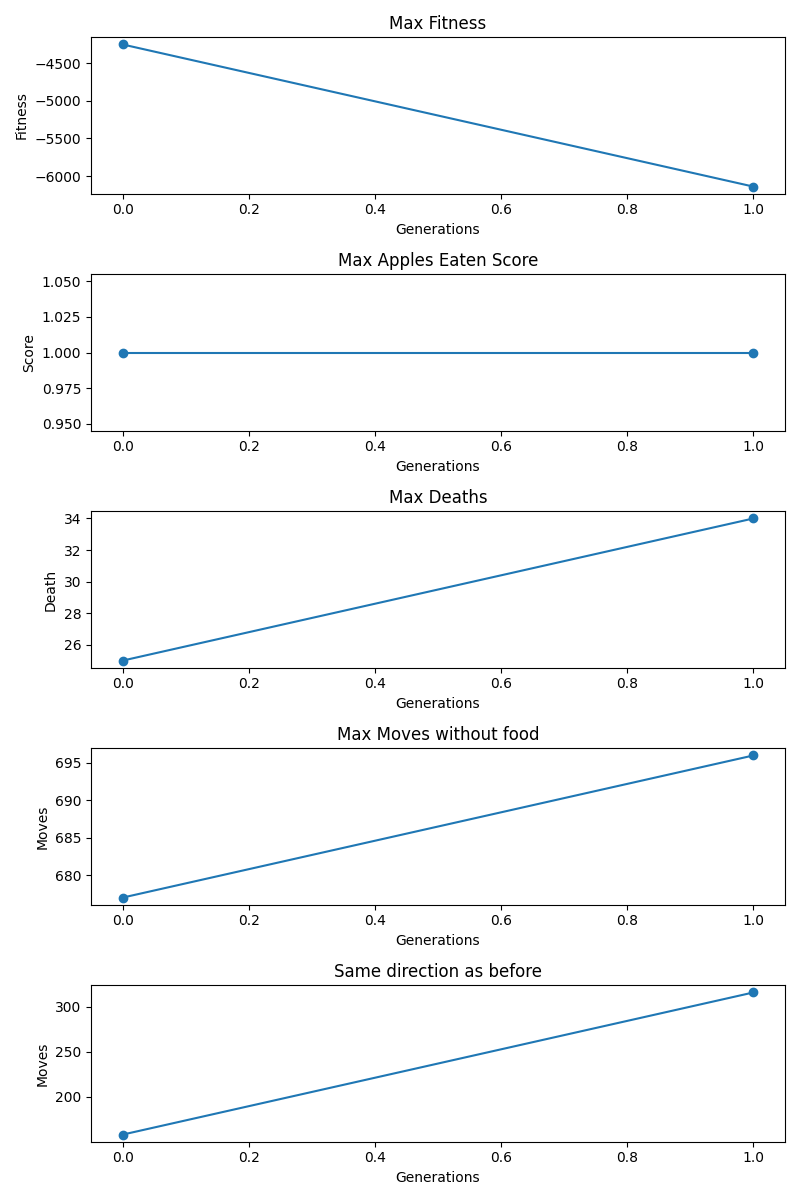 Max Fitness
−4500
−5000
−5500
−6000
Fitness
0.0 0.2 0.4 0.6 0.8 1.0
Generations
Max Apples Eaten Score
1.050
1.025
1.000
0.975
0.950
Score
0.0 0.2 0.4 0.6 0.8 1.0
Generations
Max Deaths
34
32
30
28
26
Death
0.0 0.2 0.4 0.6 0.8 1.0
Generations
Max Moves without food
695
690
685
680
Moves
0.0 0.2 0.4 0.6 0.8 1.0
Generations
Same direction as before
300
250
200
Moves
0.0 0.2 0.4 0.6 0.8 1.0
Generations